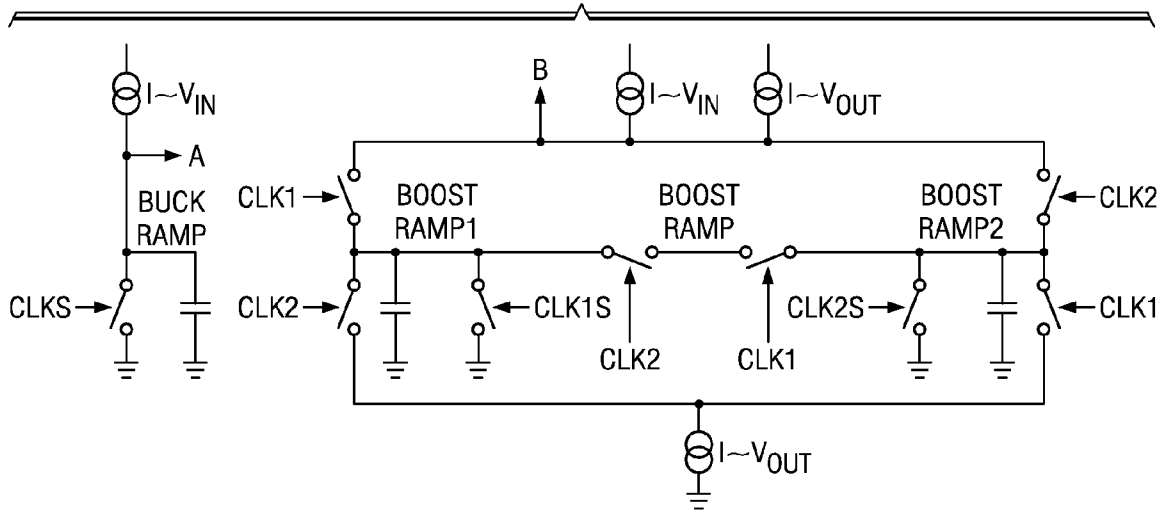 B
I~VIN
I~VIN
I~VOUT
A
CLK1
BUCK
RAMP
BOOST
RAMP1
BOOST
RAMP
BOOST
RAMP2
CLK2
CLKS
CLK2
CLK1S
CLK2S
CLK1
CLK2
CLK1
I~VOUT